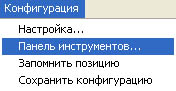 Конфигурация
Настройка...
Панель инструментов...
Запомнить позицию
Сохранить конфигурацию